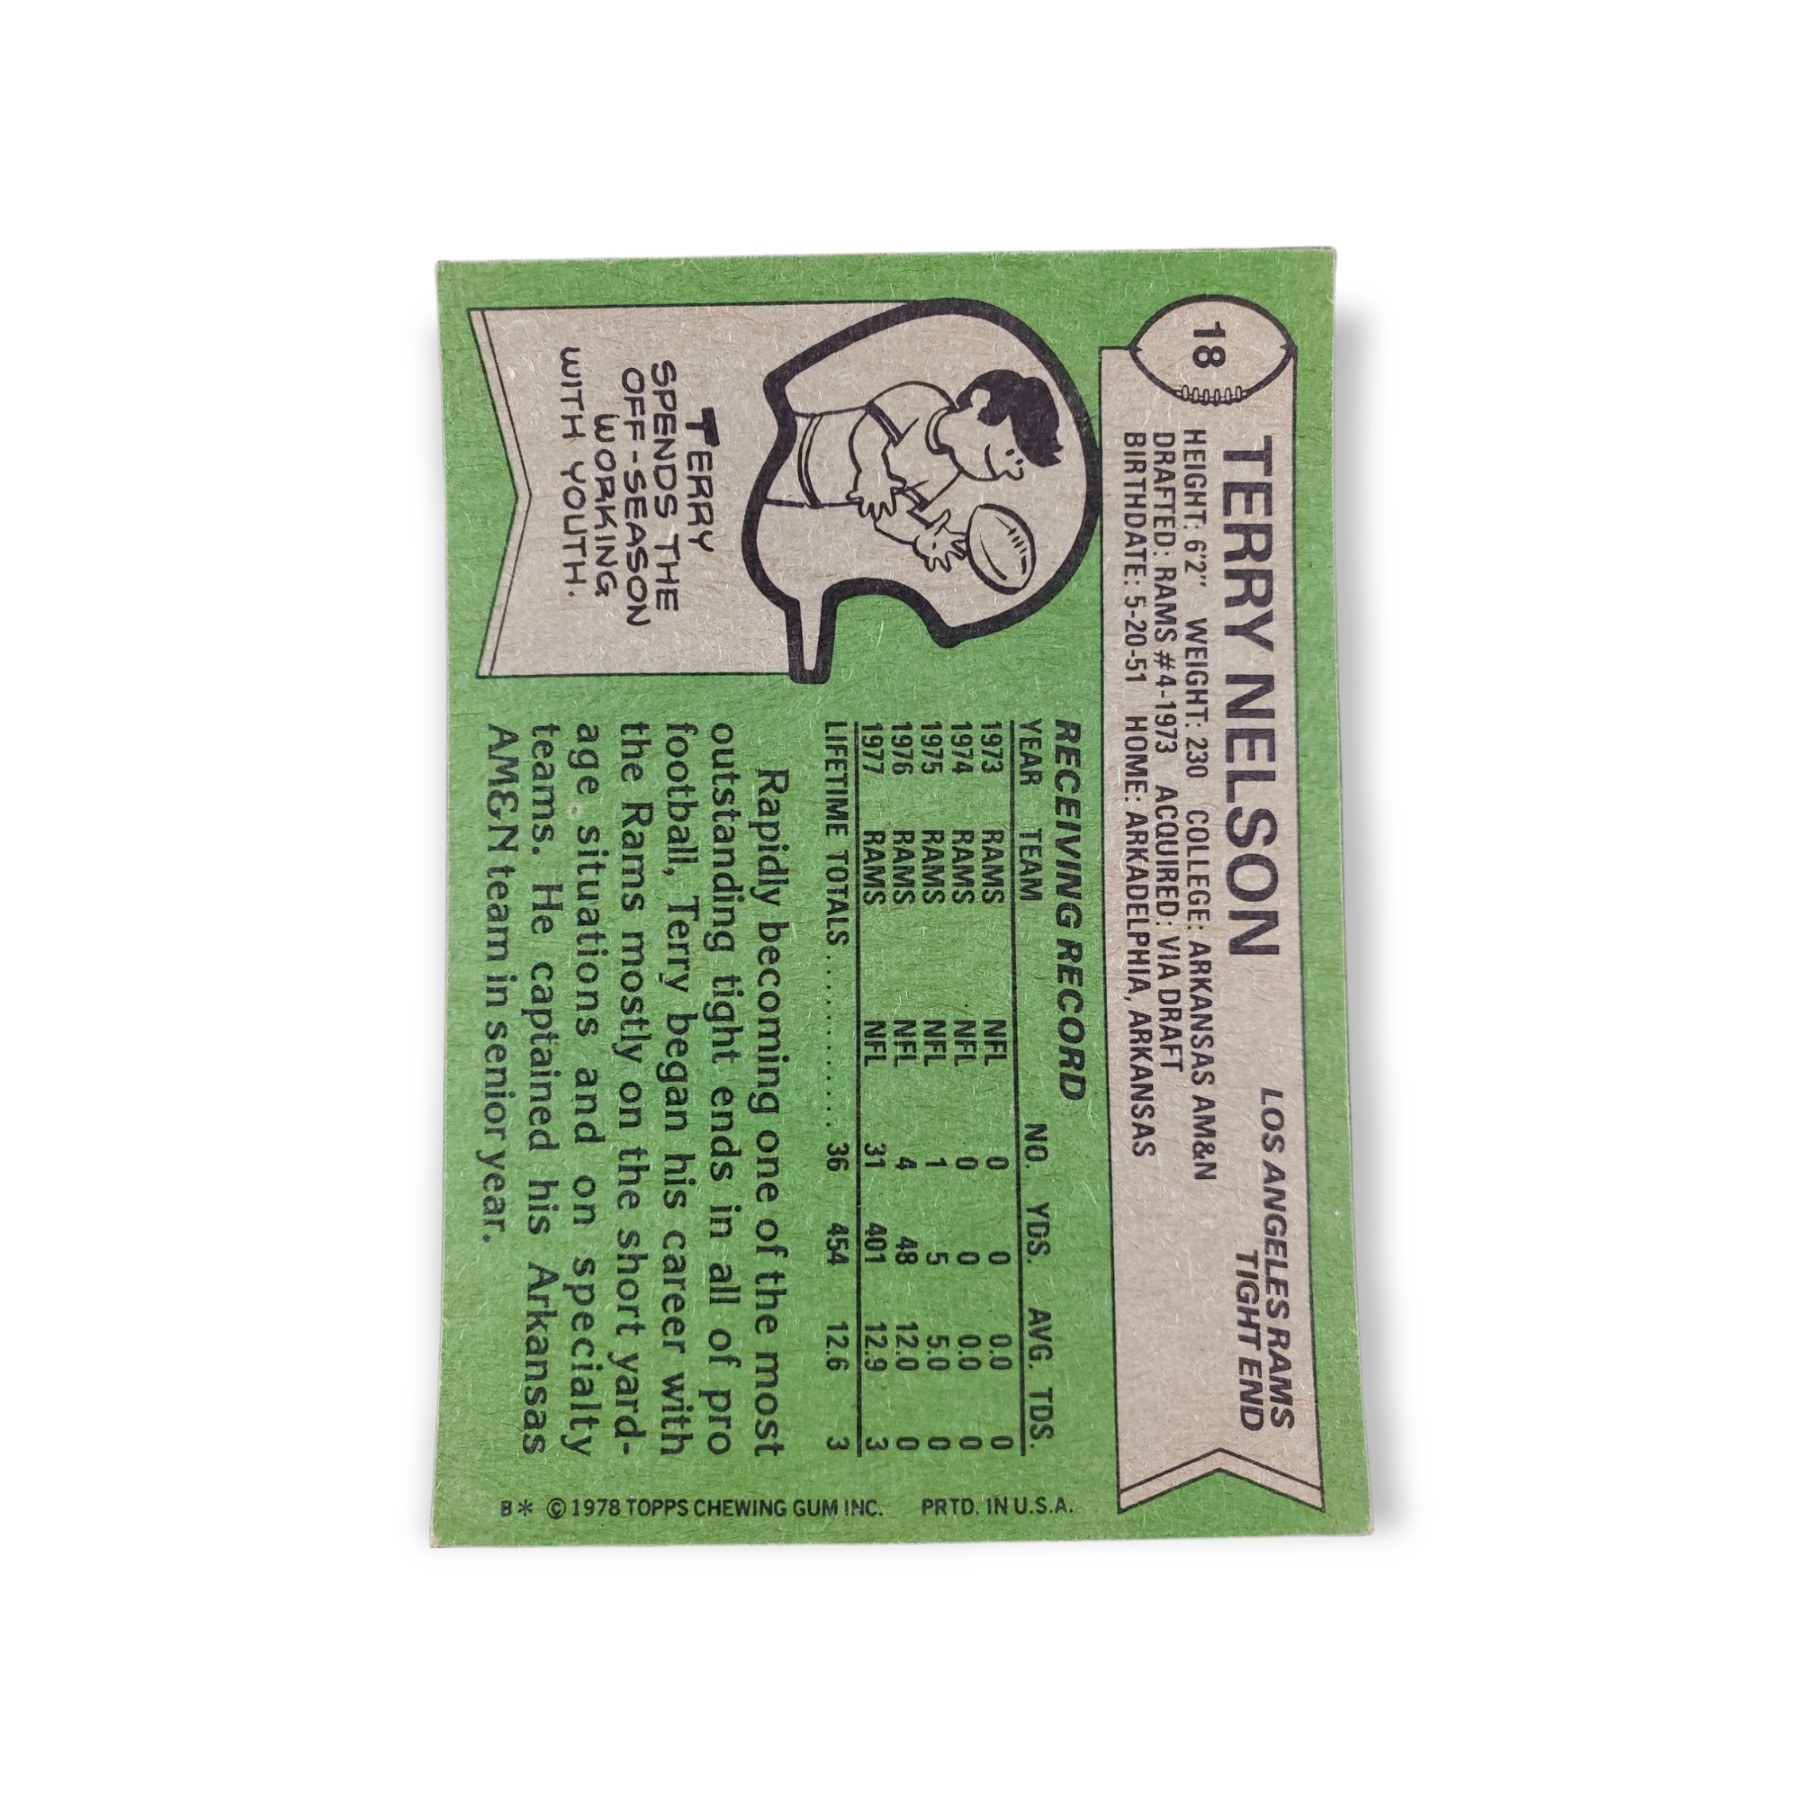 18
TERRY NELSON
LOS ANGELES RAMS
TIGHT END
HEIGHT: 6'2" WEIGHT: 230 COLLEGE: ARKANSAS AM&N
DRAFTED: RAMS #4-1973 ACQUIRED: VIA DRAFT
BIRTHDATE: 5-20-51 HOME: ARKADELPHIA, ARKANSAS
TERRY
SPENDS THE
OFF-SEASON
WORKING
WITH YOUTH.
RECEIVING RECORD
YEAR TEAM NO. YDS. AVG. TDS.
1973 RAMS NFL 0 0 0.0 0
1974 RAMS NFL 0 0 0.0 0
1975 RAMS NFL 1 5 5.0 0
1976 RAMS NFL 4 48 12.0 0
1977 RAMS NFL 31 401 12.9 3
LIFETIME TOTALS .............. 36 454 12.6 3
Rapidly becoming one of the most
outstanding tight ends in all of pro
football, Terry began his career with
the Rams mostly on the short yard-
age situations and on specialty
teams. He captained his Arkansas
AM&N team in senior year.
B* © 1978 TOPPS CHEWING GUM INC. PRTD. IN U.S.A.